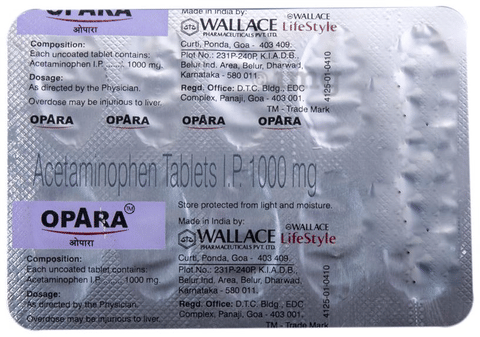 OPARA
ओपारा
Composition:
Each uncoated tablet contains:
Acetaminophen I.P. ...... 1000 mg.
Dosage:
As directed by the Physician.
Overdose may be injurious to liver.
Made in India by:
WALLACE
PHARMACEUTICALS PVT. LTD.
WALLACE
LifeStyle
Curti, Ponda, Goa - 403 409.
Plot No.: 231P-240P, K.I.A.D.B.,
Belur Ind. Area, Belur, Dharwad,
Karnataka - 580 011.
Regd. Office: D.T.C. Bldg., EDC
Complex, Panaji, Goa - 403 001.
TM - Trade Mark
4125-01-0410
OPARA OPARA OPARA OPARA
Acetaminophen Tablets I.P. 1000 mg
OPARA TM
ओपारा
Composition:
Each uncoated tablet contains:
Acetaminophen I.P. ...... 1000 mg.
Dosage:
As directed by the Physician.
Overdose may be injurious to liver.
Store protected from light and moisture.
Made in India by:
WALLACE
PHARMACEUTICALS PVT. LTD.
WALLACE
LifeStyle
Curti, Ponda, Goa - 403 409.
Plot No.: 231P-240P, K.I.A.D.B.,
Belur Ind. Area, Belur, Dharwad,
Karnataka - 580 011.
Regd. Office: D.T.C. Bldg., EDC
Complex, Panaji, Goa - 403 001.
TM - Trade Mark
4125-01-0410